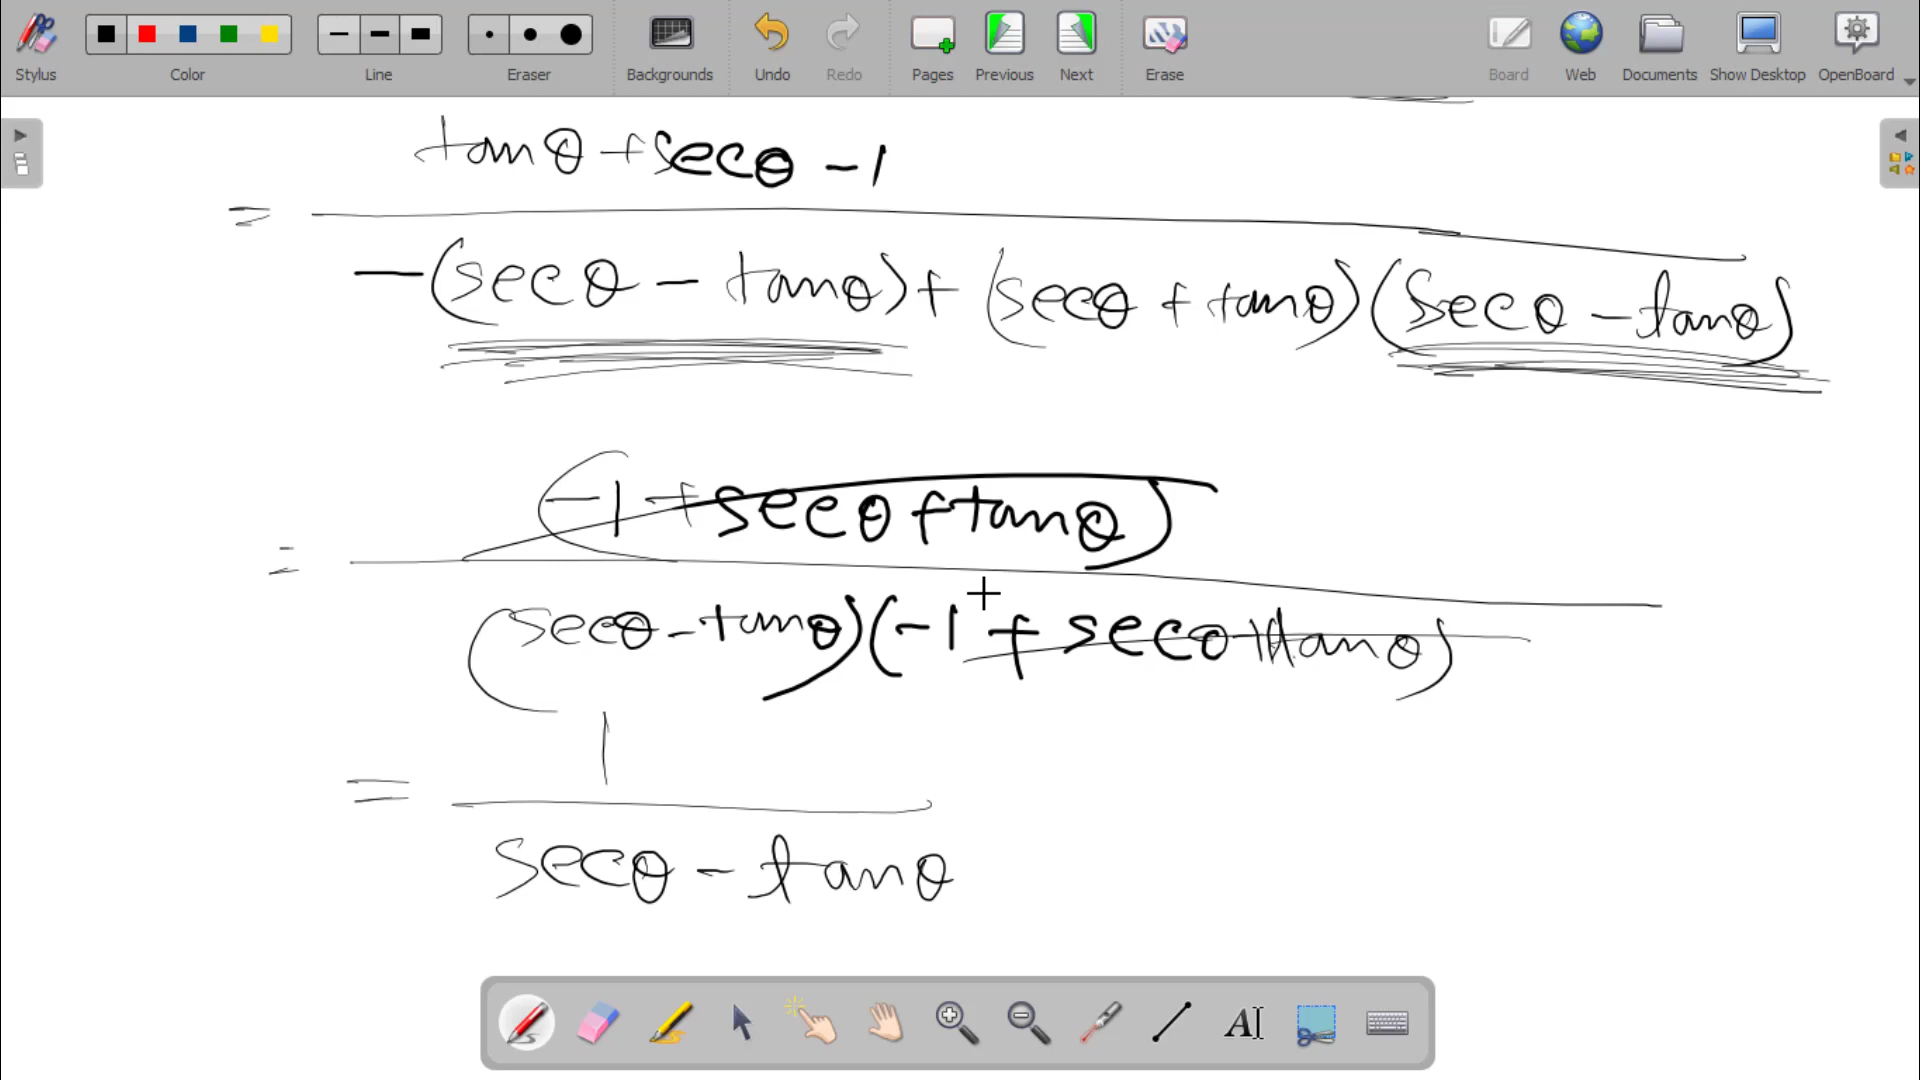 Stylus Color Line Eraser Backgrounds Undo Redo Pages Previous Next Erase Board Web Documents Show Desktop OpenBoard
tanθ + secθ - 1
=
-(secθ - tanθ) + (secθ + tanθ)(secθ - tanθ)
(-1 + secθ + tanθ)
=
(secθ - tanθ)(-1 + secθ + tanθ)
1
=
secθ - tanθ